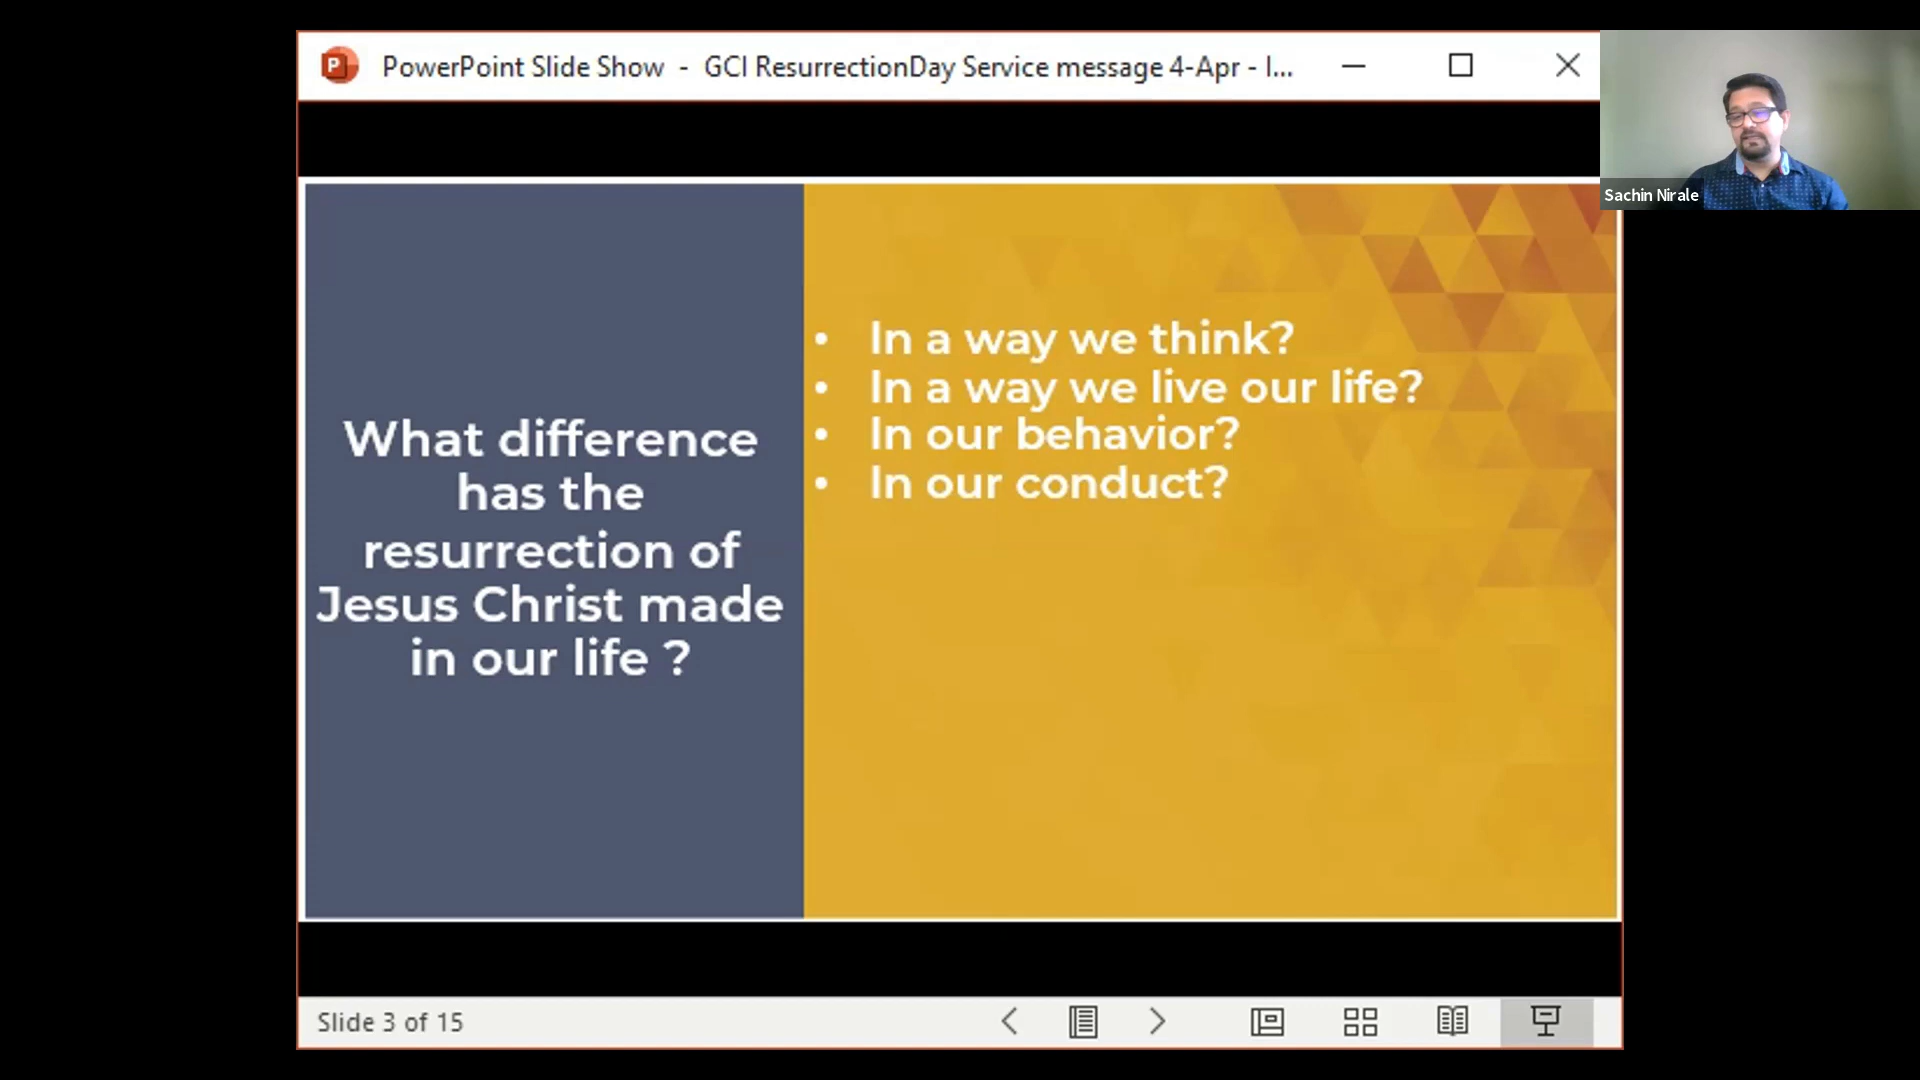 PowerPoint Slide Show - GCI ResurrectionDay Service message 4-Apr - I...
Sachin Nirale
What difference
has the
resurrection of
Jesus Christ made
in our life ?
• In a way we think?
• In a way we live our life?
• In our behavior?
• In our conduct?
Slide 3 of 15